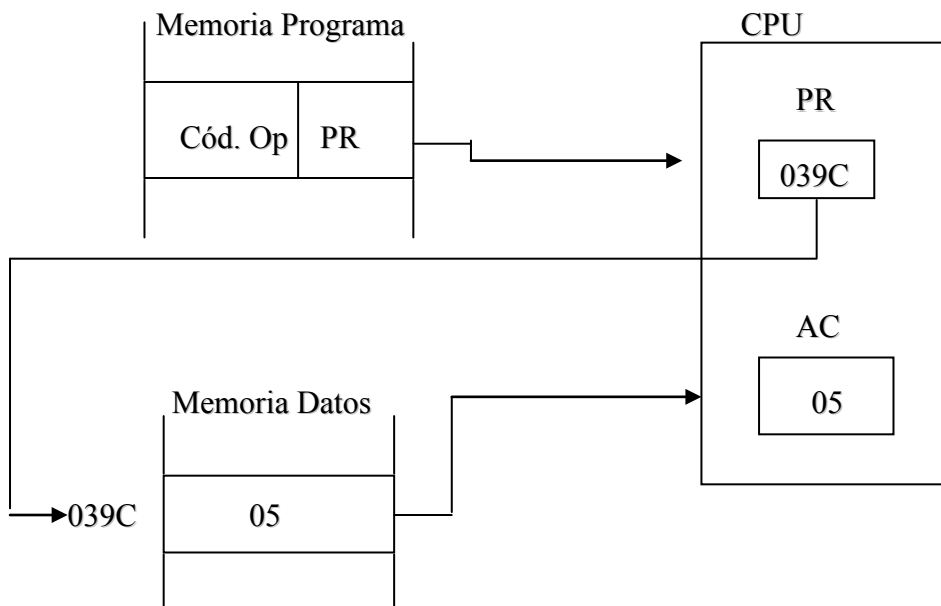 Memoria Programa
CPU
Cód. Op
PR
PR
039C
AC
05
Memoria Datos
039C
05